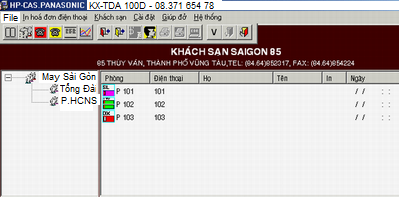 HP-CAS.PANASONIC KX-TDA 100D - 08.371 654 78
File In hoá đơn điện thoại Khách sạn Cài đặt Giúp đỡ Hệ thống
KHÁCH SẠN SAIGON 85
85 THÙY VÂN, THÀNH PHỐ VŨNG TÀU,TEL: (84.64)852317, FAX: (84.64)854224
May Sài Gòn
Tổng Đài
P.HCNS
Phòng Điện thoại Họ Tên In Ngày
P 101 101 / / : :
P 102 102 / / : :
P 103 103 / / : :